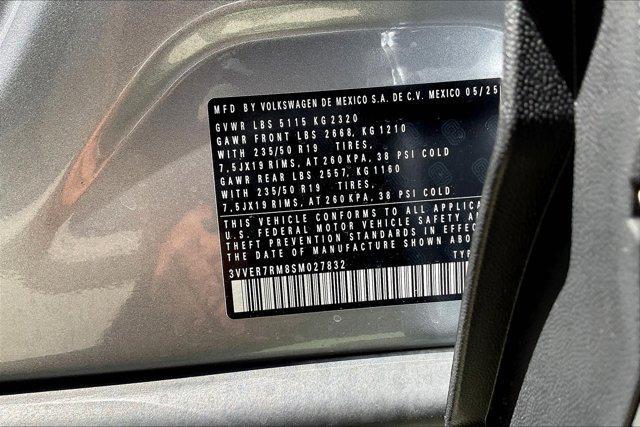 MFD BY VOLKSWAGEN DE MEXICO S.A. DE C.V. MEXICO 05/25
GVWR LBS 5115 KG 2320
GAWR FRONT LBS 2668, KG 1210
WITH 235/50 R19 TIRES,
7.5JX19 RIMS, AT 260 KPA, 38 PSI COLD
GAWR REAR LBS 2557, KG 1160
WITH 235/50 R19 TIRES,
7.5JX19 RIMS, AT 260 KPA, 38 PSI COLD
THIS VEHICLE CONFORMS TO ALL APPLICA
U.S. FEDERAL MOTOR VEHICLE SAFETY AN
THEFT PREVENTION STANDARDS IN EFFEC
THE DATE OF MANUFACTURE SHOWN ABO
3VVER7RM8SM027832 TYP